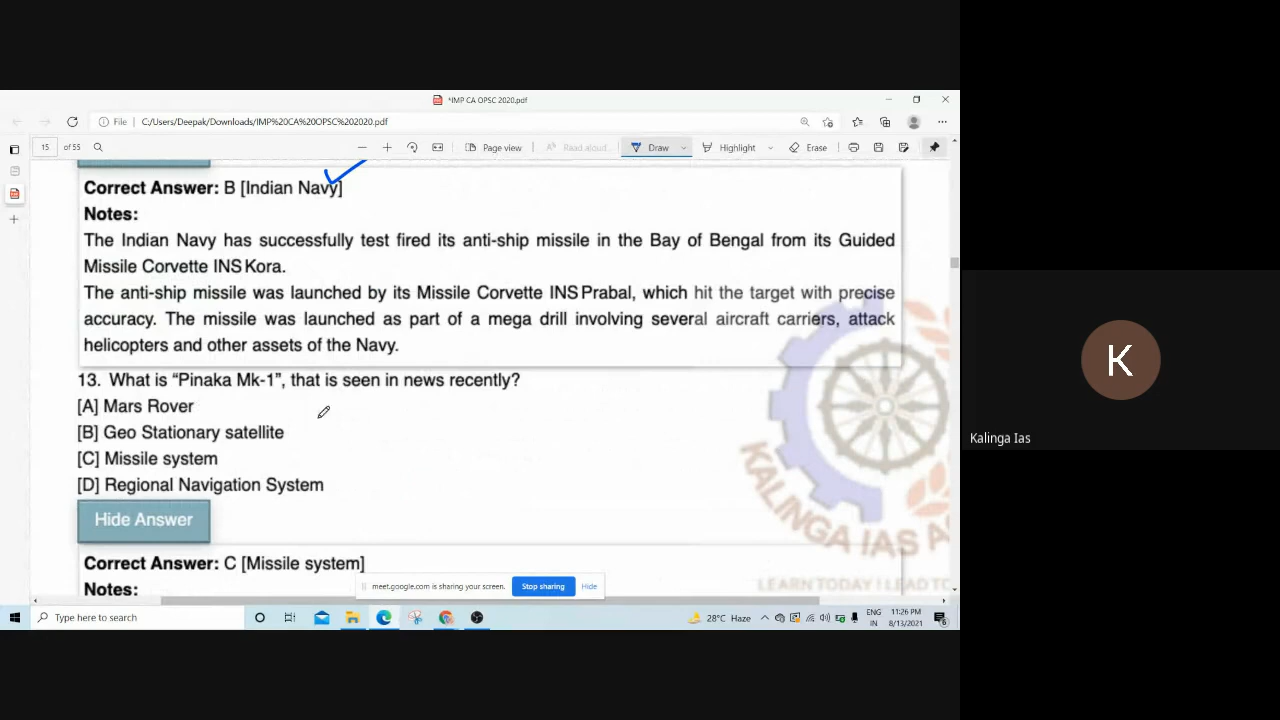 *IMP CA OPSC 2020.pdf
File | C:/Users/Deepak/Downloads/IMP%20CA%20OPSC%202020.pdf
15 of 55
Page view
Read aloud
Draw
Highlight
Erase
Correct Answer: B [Indian Navy]
Notes:
The Indian Navy has successfully test fired its anti-ship missile in the Bay of Bengal from its Guided
Missile Corvette INS Kora.
The anti-ship missile was launched by its Missile Corvette INS Prabal, which hit the target with precise
accuracy. The missile was launched as part of a mega drill involving several aircraft carriers, attack
helicopters and other assets of the Navy.
13. What is “Pinaka Mk-1”, that is seen in news recently?
[A] Mars Rover
[B] Geo Stationary satellite
[C] Missile system
[D] Regional Navigation System
Hide Answer
Correct Answer: C [Missile system]
Notes:
KALINGA IAS A
LEARN TODAY ! LEAD TO
meet.google.com is sharing your screen.
Stop sharing
Hide
Type here to search
28°C Haze
ENG
IN
11:26 PM
8/13/2021
6
K
Kalinga Ias